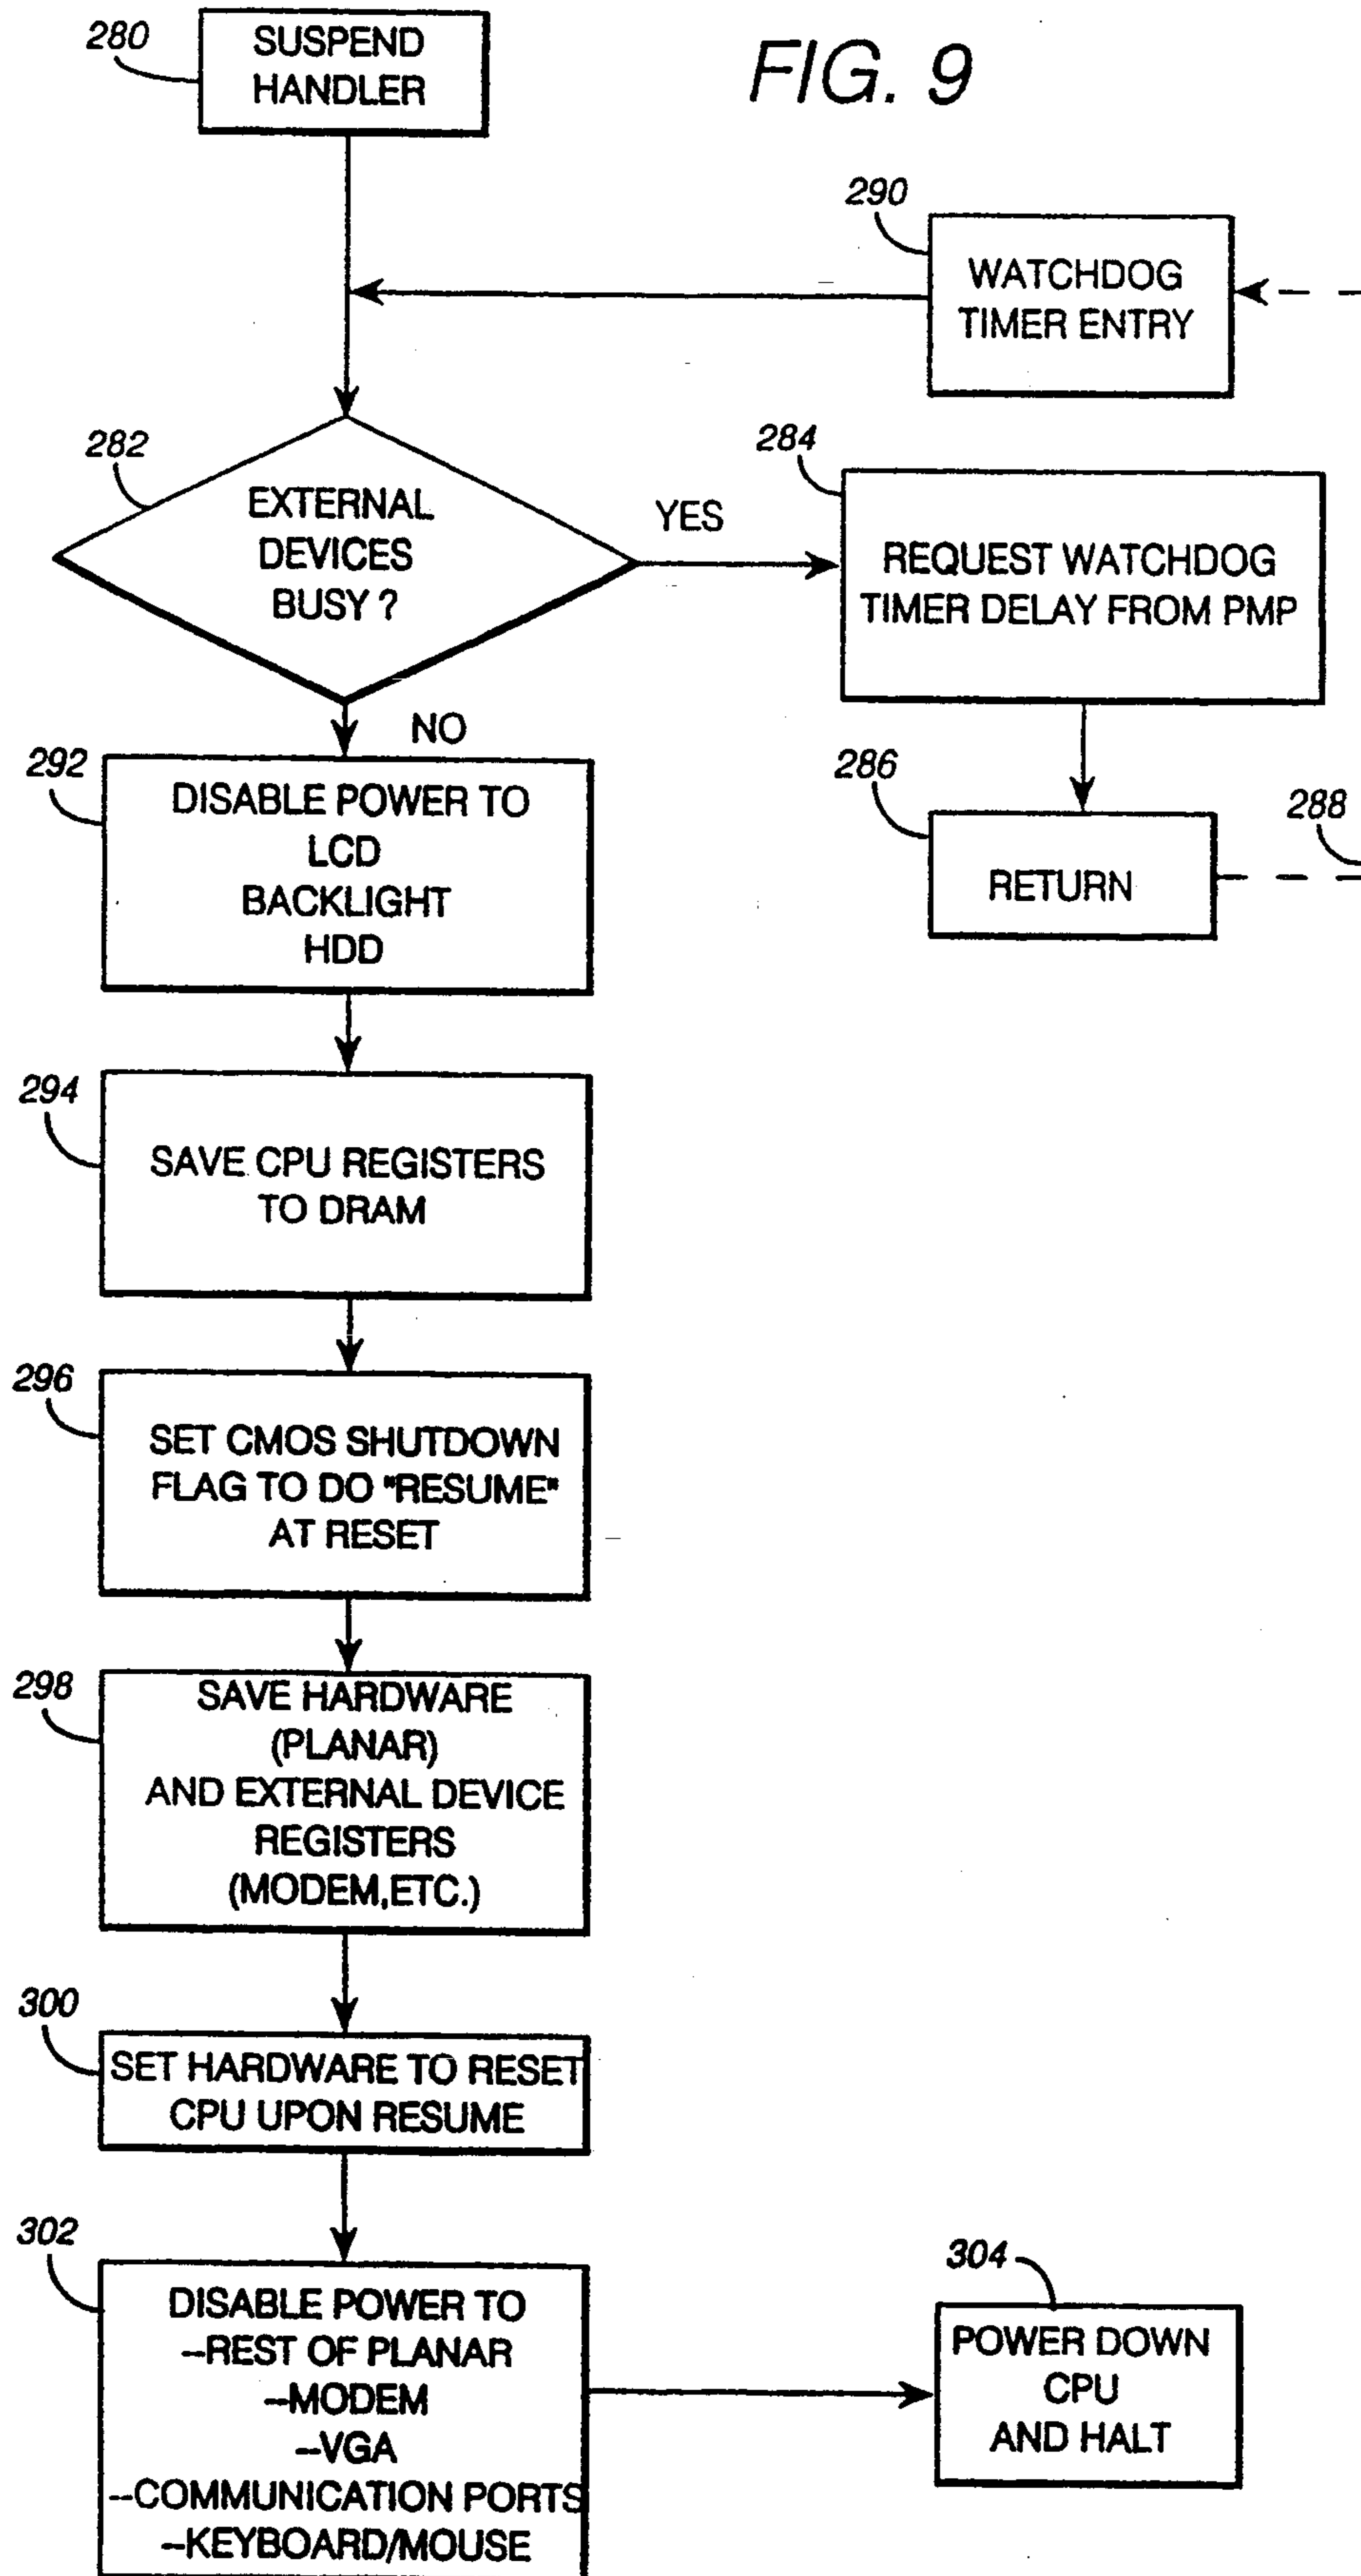 FIG. 9
280
SUSPEND
HANDLER
290
WATCHDOG
TIMER ENTRY
282
EXTERNAL
DEVICES
BUSY ?
YES
284
REQUEST WATCHDOG
TIMER DELAY FROM PMP
NO
286
RETURN
288
292
DISABLE POWER TO
LCD
BACKLIGHT
HDD
294
SAVE CPU REGISTERS
TO DRAM
296
SET CMOS SHUTDOWN
FLAG TO DO "RESUME"
AT RESET
298
SAVE HARDWARE
(PLANAR)
AND EXTERNAL DEVICE
REGISTERS
(MODEM,ETC.)
300
SET HARDWARE TO RESET
CPU UPON RESUME
302
DISABLE POWER TO
--REST OF PLANAR
--MODEM
--VGA
--COMMUNICATION PORTS
--KEYBOARD/MOUSE
304
POWER DOWN
CPU
AND HALT